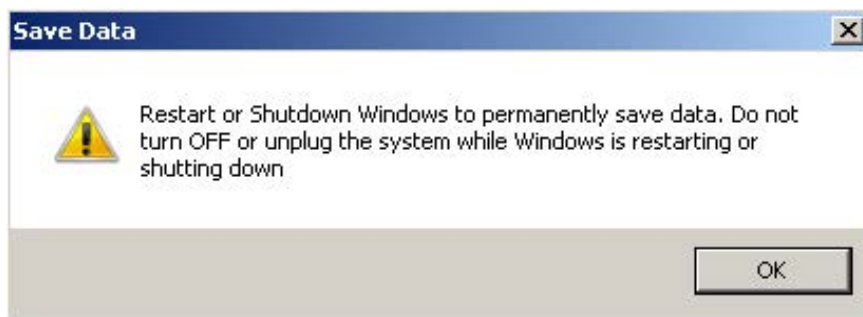 Save Data
Restart or Shutdown Windows to permanently save data. Do not
turn OFF or unplug the system while Windows is restarting or
shutting down
OK